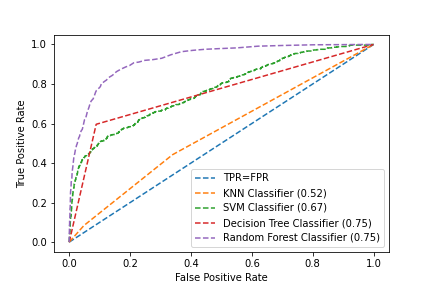 1.0
0.8
0.6
0.4
0.2
0.0
True Positive Rate
TPR=FPR
KNN Classifier (0.52)
SVM Classifier (0.67)
Decision Tree Classifier (0.75)
Random Forest Classifier (0.75)
0.0 0.2 0.4 0.6 0.8 1.0
False Positive Rate